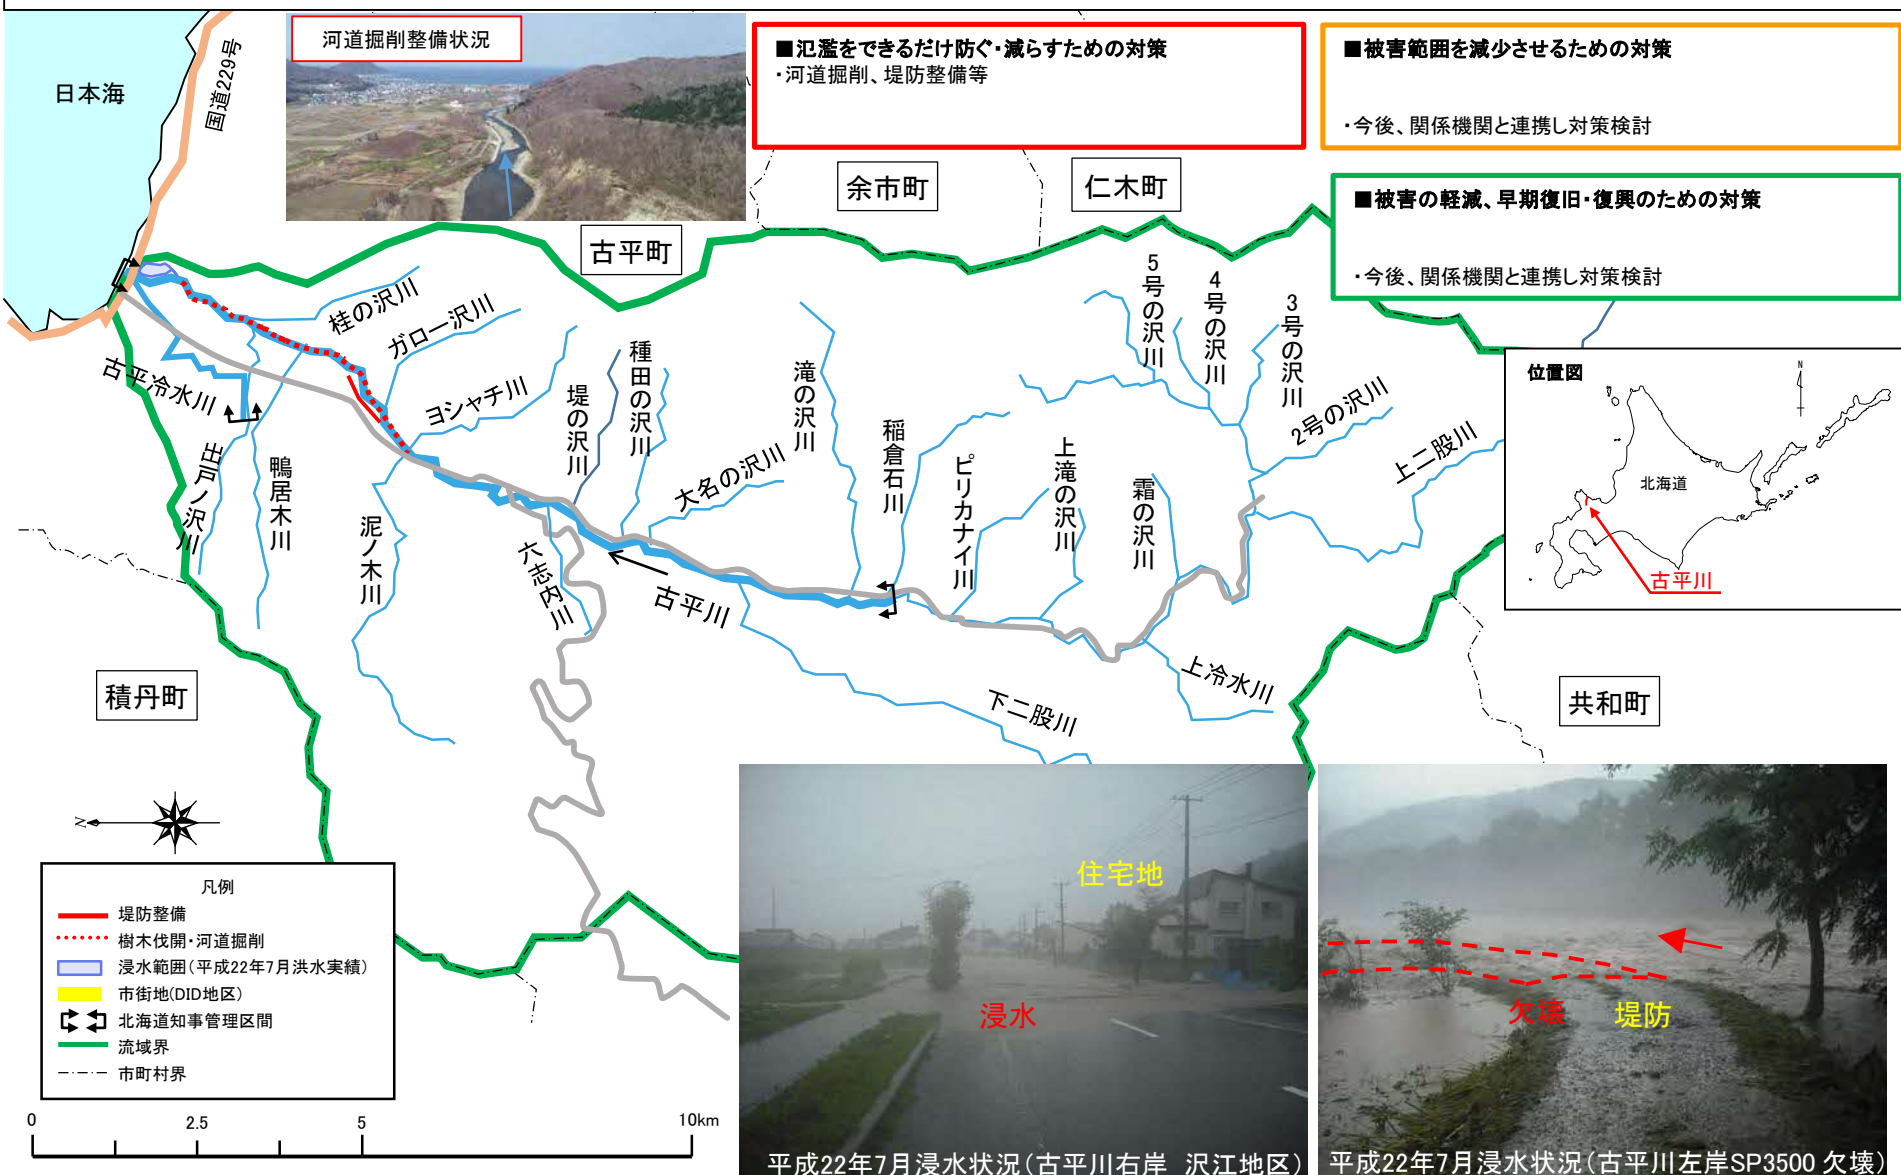 河道掘削整備状況
■氾濫をできるだけ防ぐ・減らすための対策
・河道掘削、堤防整備等
■被害範囲を減少させるための対策
・今後、関係機関と連携し対策検討
■被害の軽減、早期復旧・復興のための対策
・今後、関係機関と連携し対策検討
日本海
国道229号
余市町
仁木町
古平町
桂の沢川
ガロー沢川
ヨシャチ川
堤の沢川
種田の沢川
大名の沢川
滝の沢川
稲倉石川
ピリカナイ川
上滝の沢川
霜の沢川
5号の沢川
4号の沢川
3号の沢川
2号の沢川
上二股川
古平冷水川
出戸ノ沢川
鴨居木川
泥ノ木川
六志内川
古平川
下二股川
上冷水川
積丹町
共和町
位置図
N
北海道
古平川
N
凡例
堤防整備
樹木伐開・河道掘削
浸水範囲(平成22年7月洪水実績)
市街地(DID地区)
北海道知事管理区間
流域界
市町村界
0 2.5 5 10km
住宅地
浸水
平成22年7月浸水状況(古平川右岸 沢江地区)
欠壊
堤防
平成22年7月浸水状況(古平川左岸SP3500 欠壊)